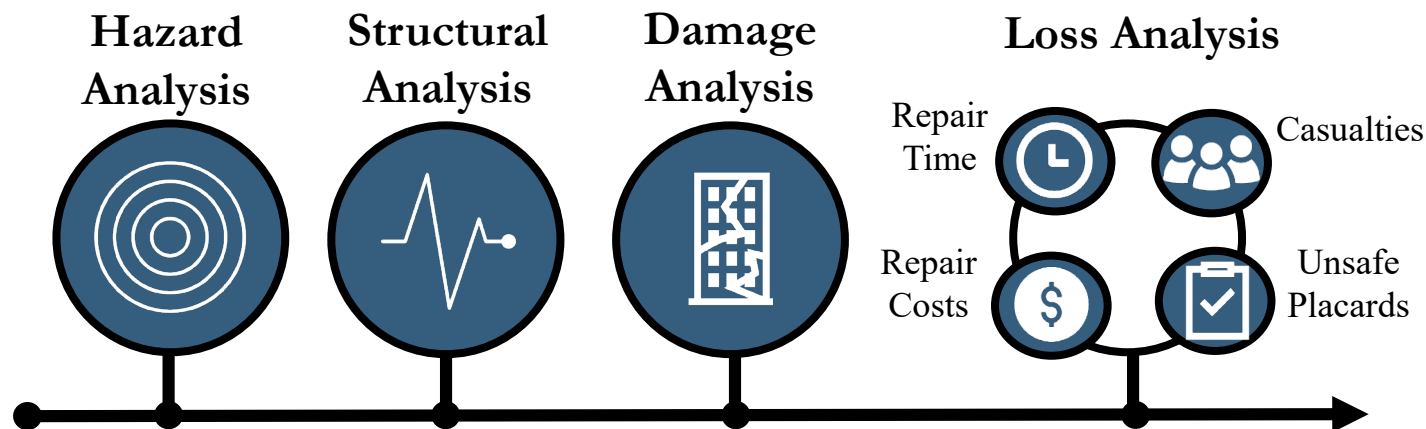 Hazard
Analysis
Structural
Analysis
Damage
Analysis
Loss Analysis
Repair
Time
Casualties
Repair
Costs
$
Unsafe
Placards